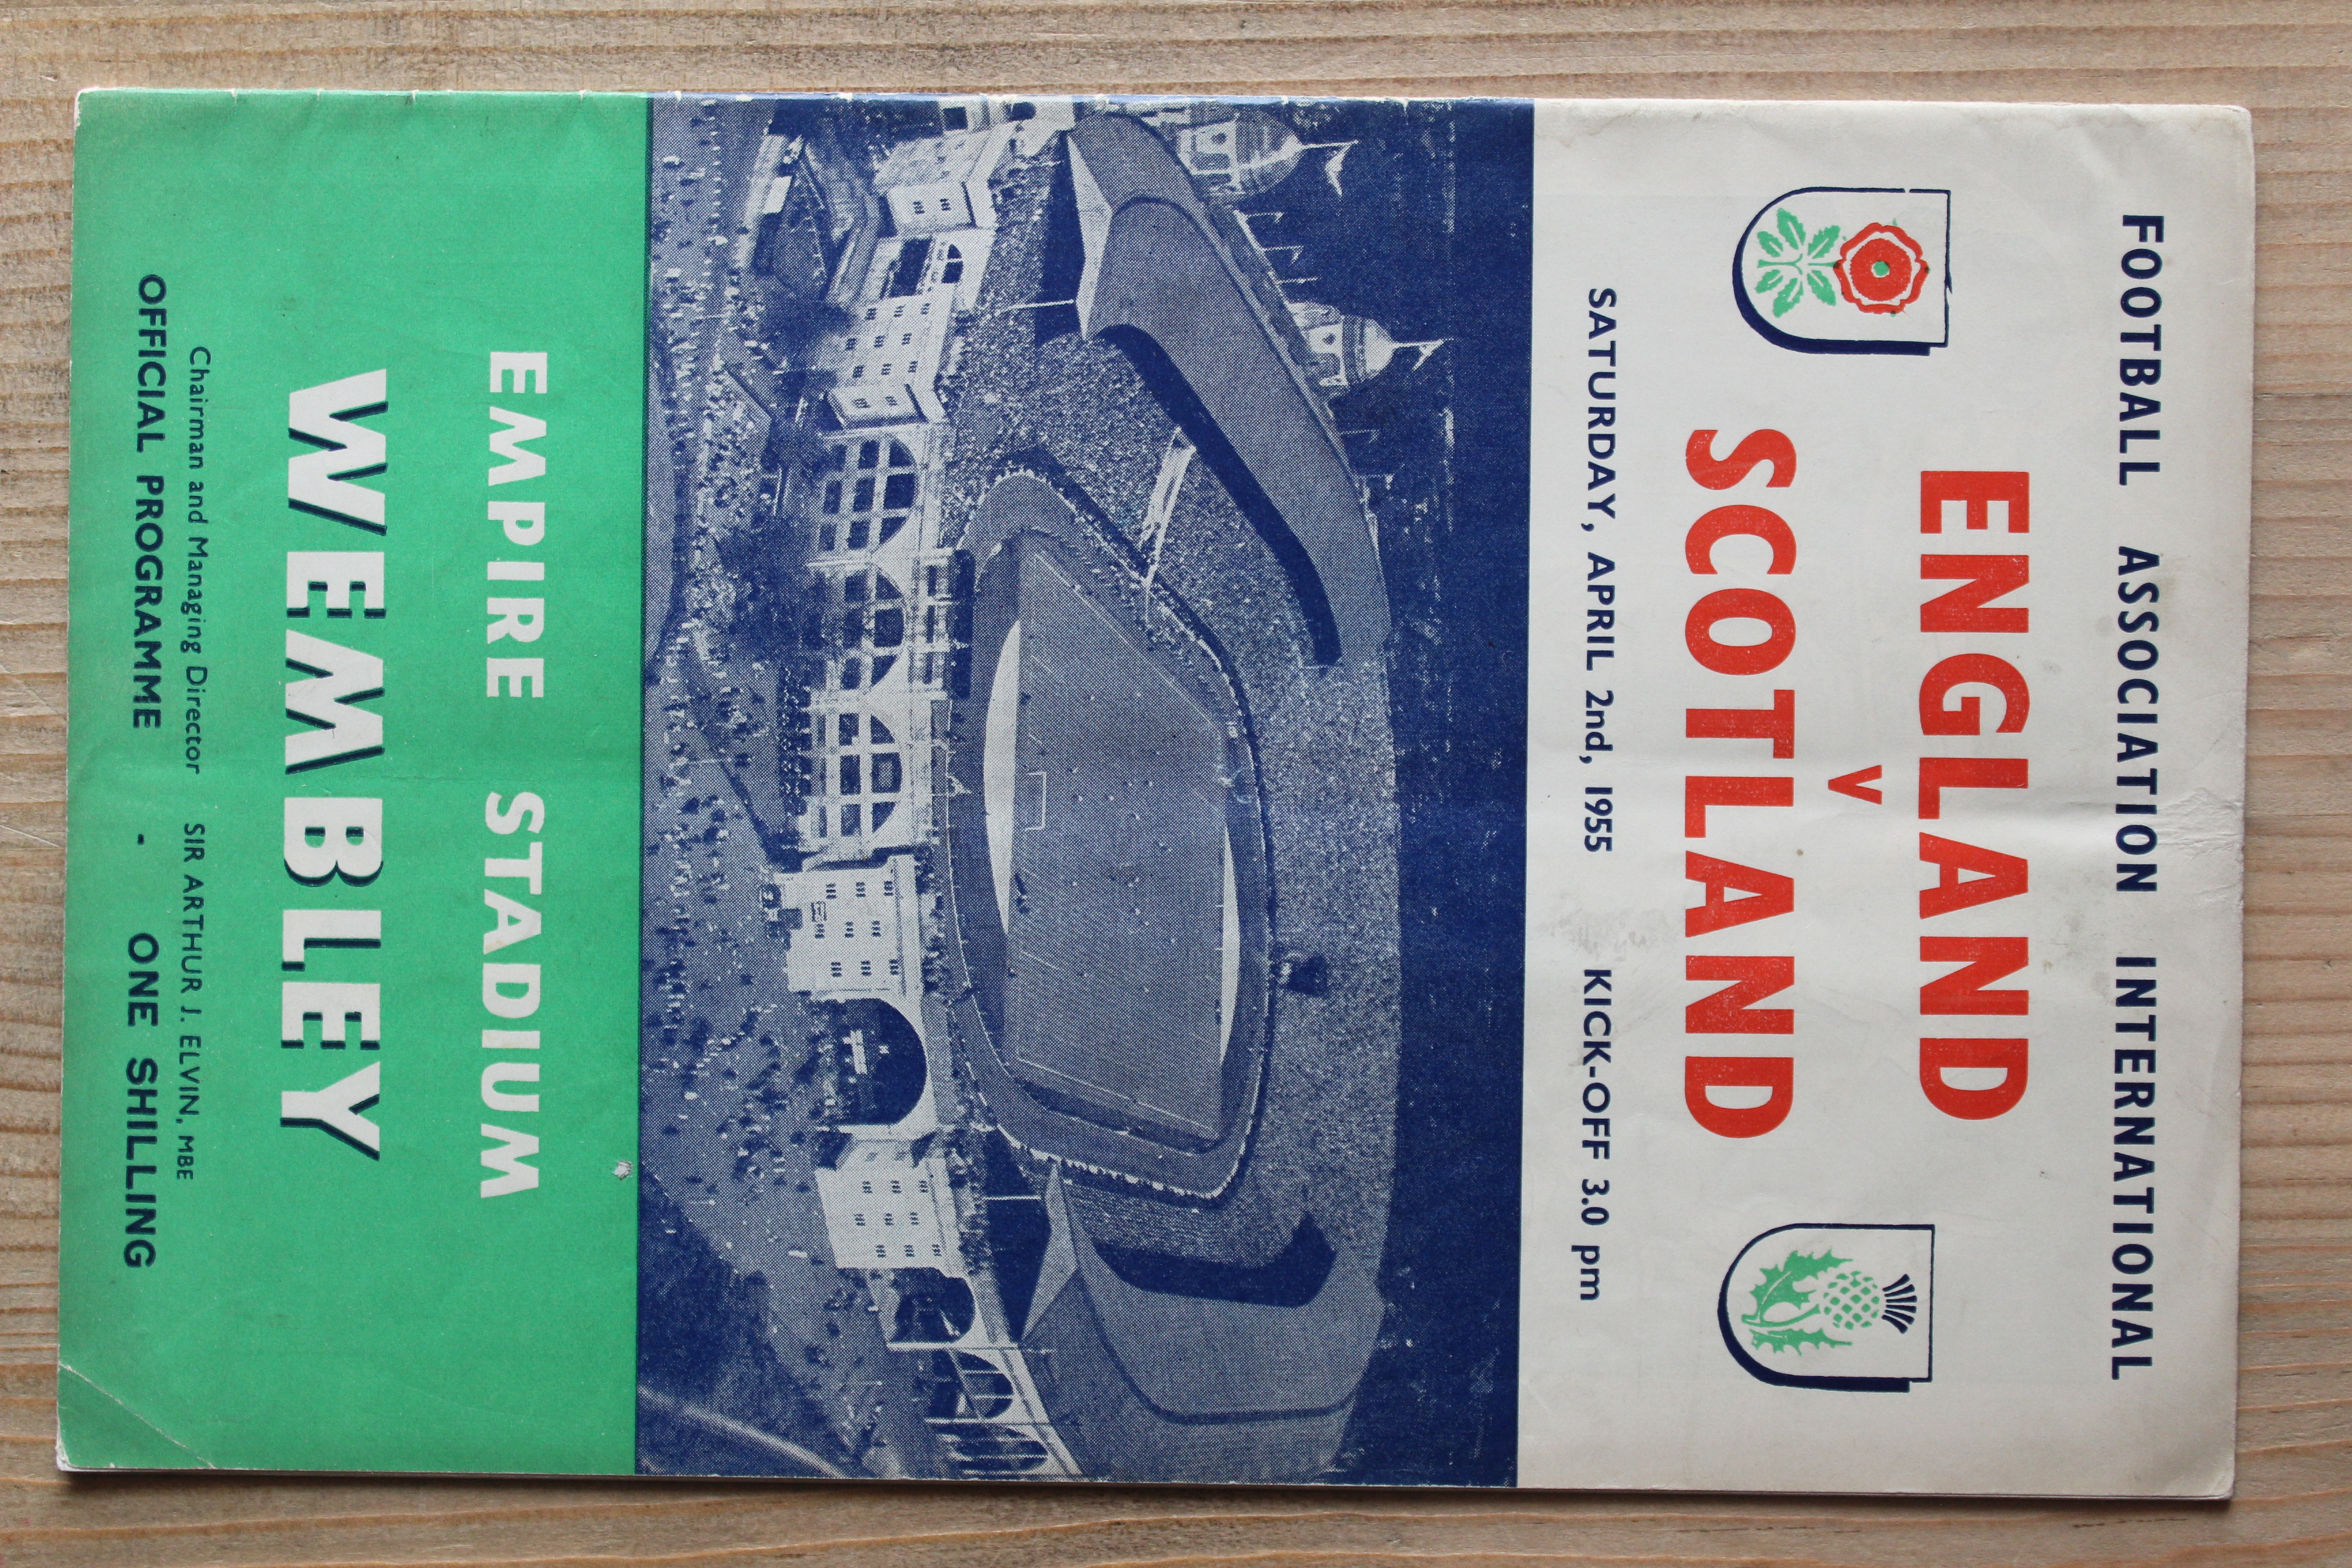 FOOTBALL ASSOCIATION INTERNATIONAL
ENGLAND
v
SCOTLAND
SATURDAY, APRIL 2nd, 1955 KICK-OFF 3.0 pm
EMPIRE STADIUM
WEMBLEY
Chairman and Managing Director SIR ARTHUR J. ELVIN, MBE
OFFICIAL PROGRAMME - ONE SHILLING